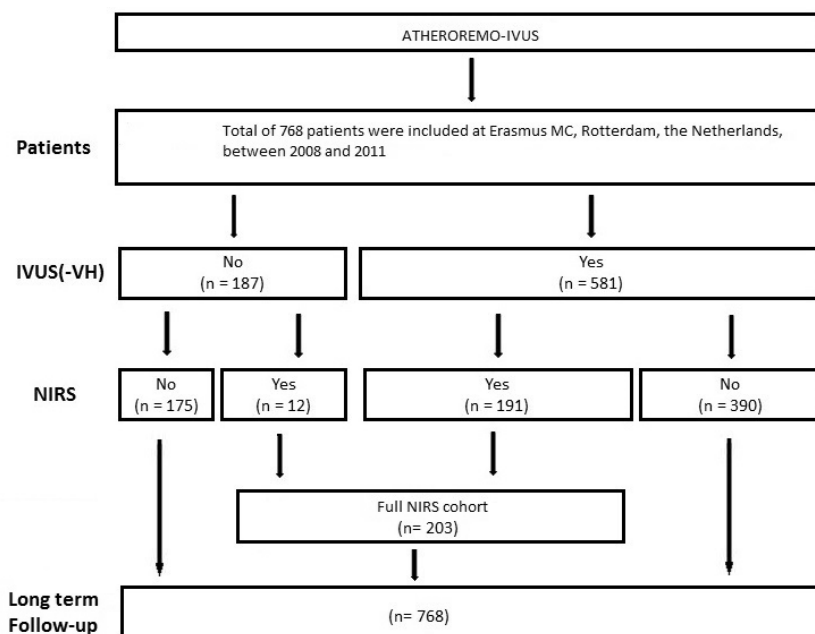 ATHEROREMO-IVUS
Patients
Total of 768 patients were included at Erasmus MC, Rotterdam, the Netherlands,
between 2008 and 2011
IVUS(-VH)
No
(n = 187)
Yes
(n = 581)
NIRS
No
(n = 175)
Yes
(n = 12)
Yes
(n = 191)
No
(n = 390)
Full NIRS cohort
(n= 203)
Long term
Follow-up
(n= 768)